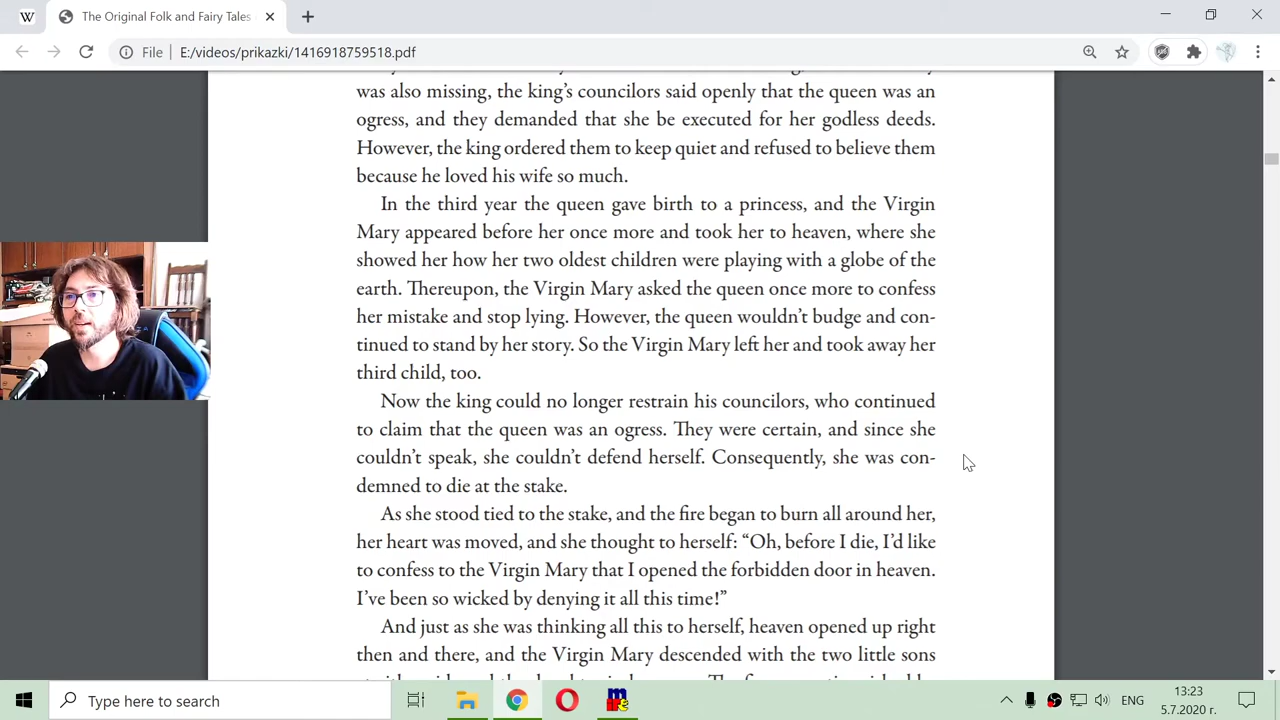 The Original Folk and Fairy Tales
File
E:/videos/prikazki/1416918759518.pdf
was also missing, the king's councilors said openly that the queen was an
ogress, and they demanded that she be executed for her godless deeds.
However, the king ordered them to keep quiet and refused to believe them
because he loved his wife so much.
In the third year the queen gave birth to a princess, and the Virgin
Mary appeared before her once more and took her to heaven, where she
showed her how her two oldest children were playing with a globe of the
earth. Thereupon, the Virgin Mary asked the queen once more to confess
her mistake and stop lying. However, the queen wouldn't budge and con-
tinued to stand by her story. So the Virgin Mary left her and took away her
third child, too.
Now the king could no longer restrain his councilors, who continued
to claim that the queen was an ogress. They were certain, and since she
couldn't speak, she couldn't defend herself. Consequently, she was con-
demned to die at the stake.
As she stood tied to the stake, and the fire began to burn all around her,
her heart was moved, and she thought to herself: "Oh, before I die, I'd like
to confess to the Virgin Mary that I opened the forbidden door in heaven.
I've been so wicked by denying it all this time!"
And just as she was thinking all this to herself, heaven opened up right
then and there, and the Virgin Mary descended with the two little sons
Type here to search
ЕНГ
13:23
5.7.2020 г.